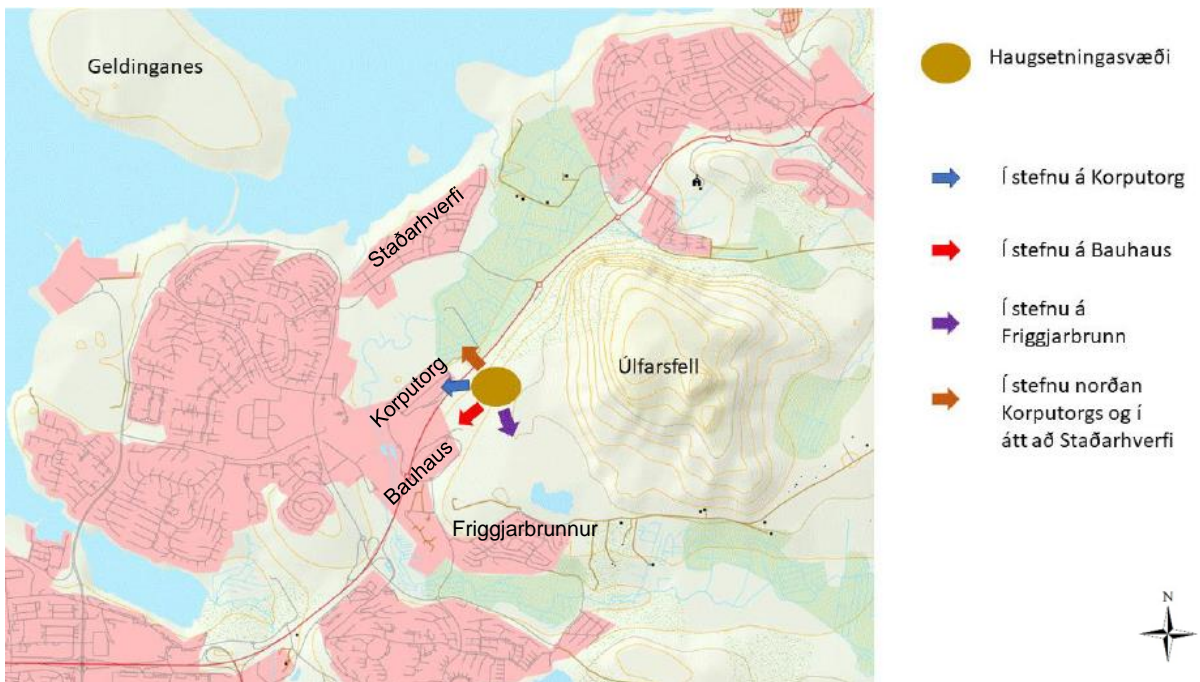 Geldinganes
Staðarhverfi
Korputorg
Úlfarsfell
Bauhaus
Friggjarbrunnur
Haugsetningasvæði
Í stefnu á Korputorg
Í stefnu á Bauhaus
Í stefnu á
Friggjarbrunn
Í stefnu norðan
Korputorgs og í
átt að Staðarhverfi
N